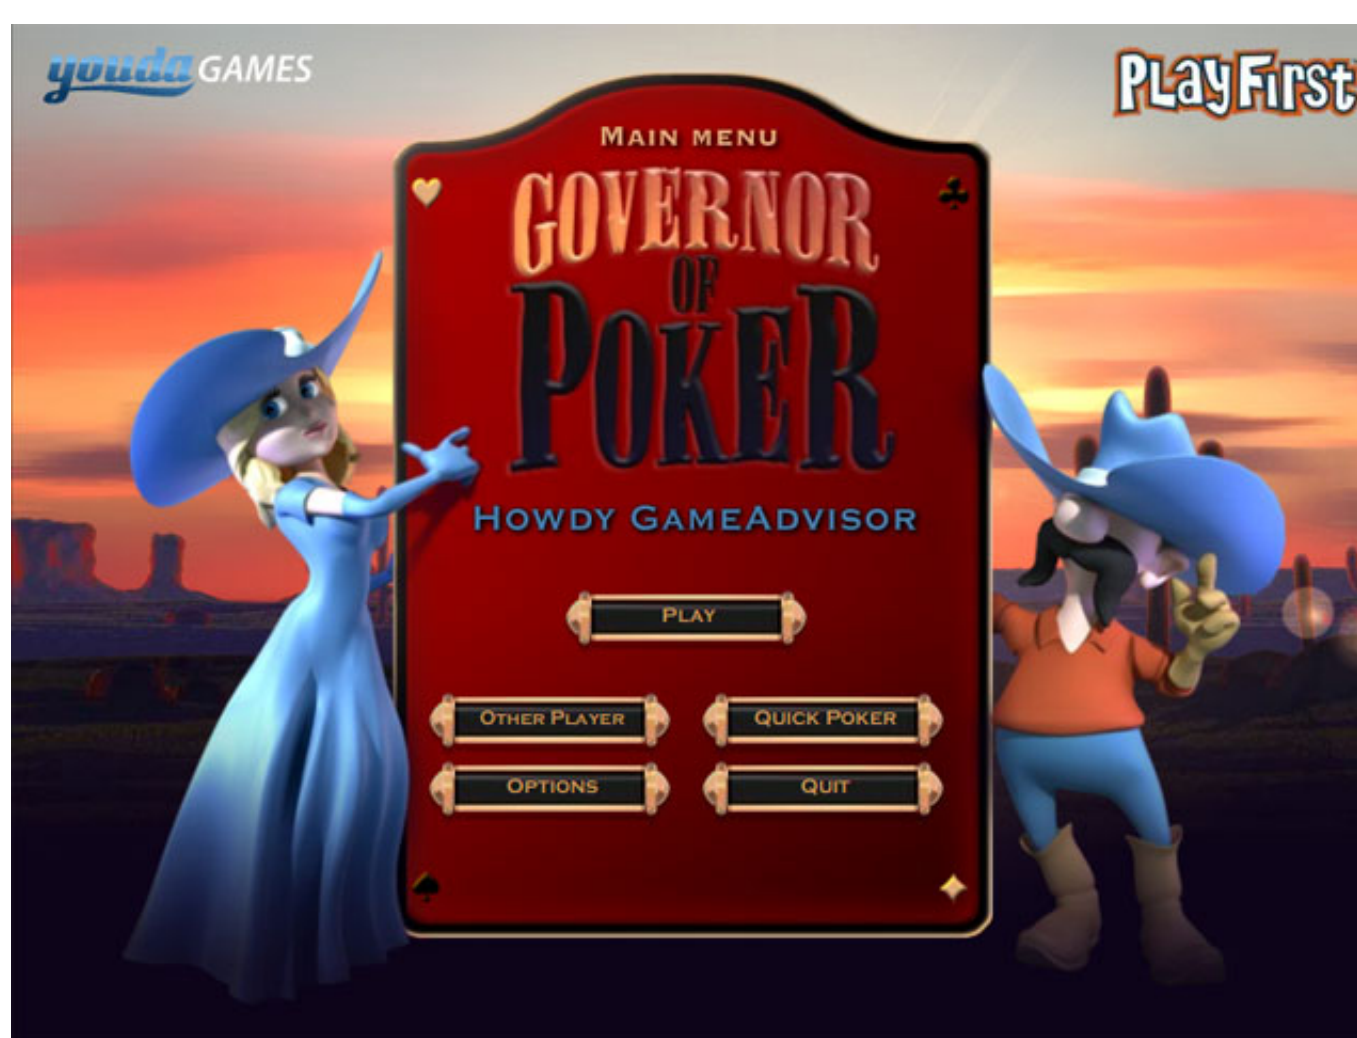 youda GAMES
PLayFirst
MAIN MENU
GOVERNOR
OF
POKER
HOWDY GAMEADVISOR
PLAY
OTHER PLAYER
QUICK POKER
OPTIONS
QUIT